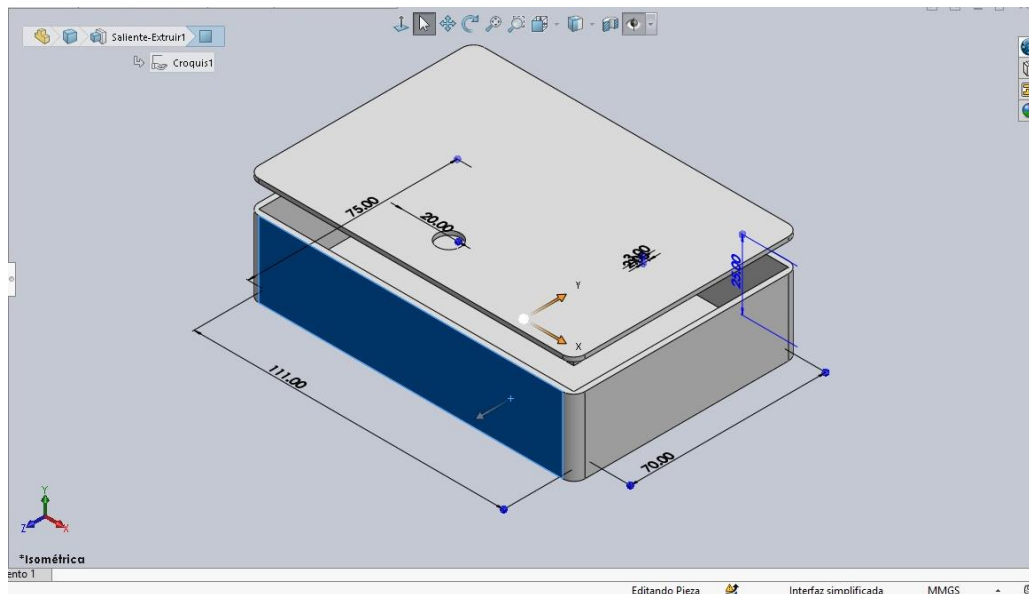 Saliente-Extruir1
Croquis1
75.00
20.00
Y
X
25.00
111.00
70.00
Y
Z
X
*Isométrica
ento 1
Editando Pieza
Interfaz simplificada
MMGS